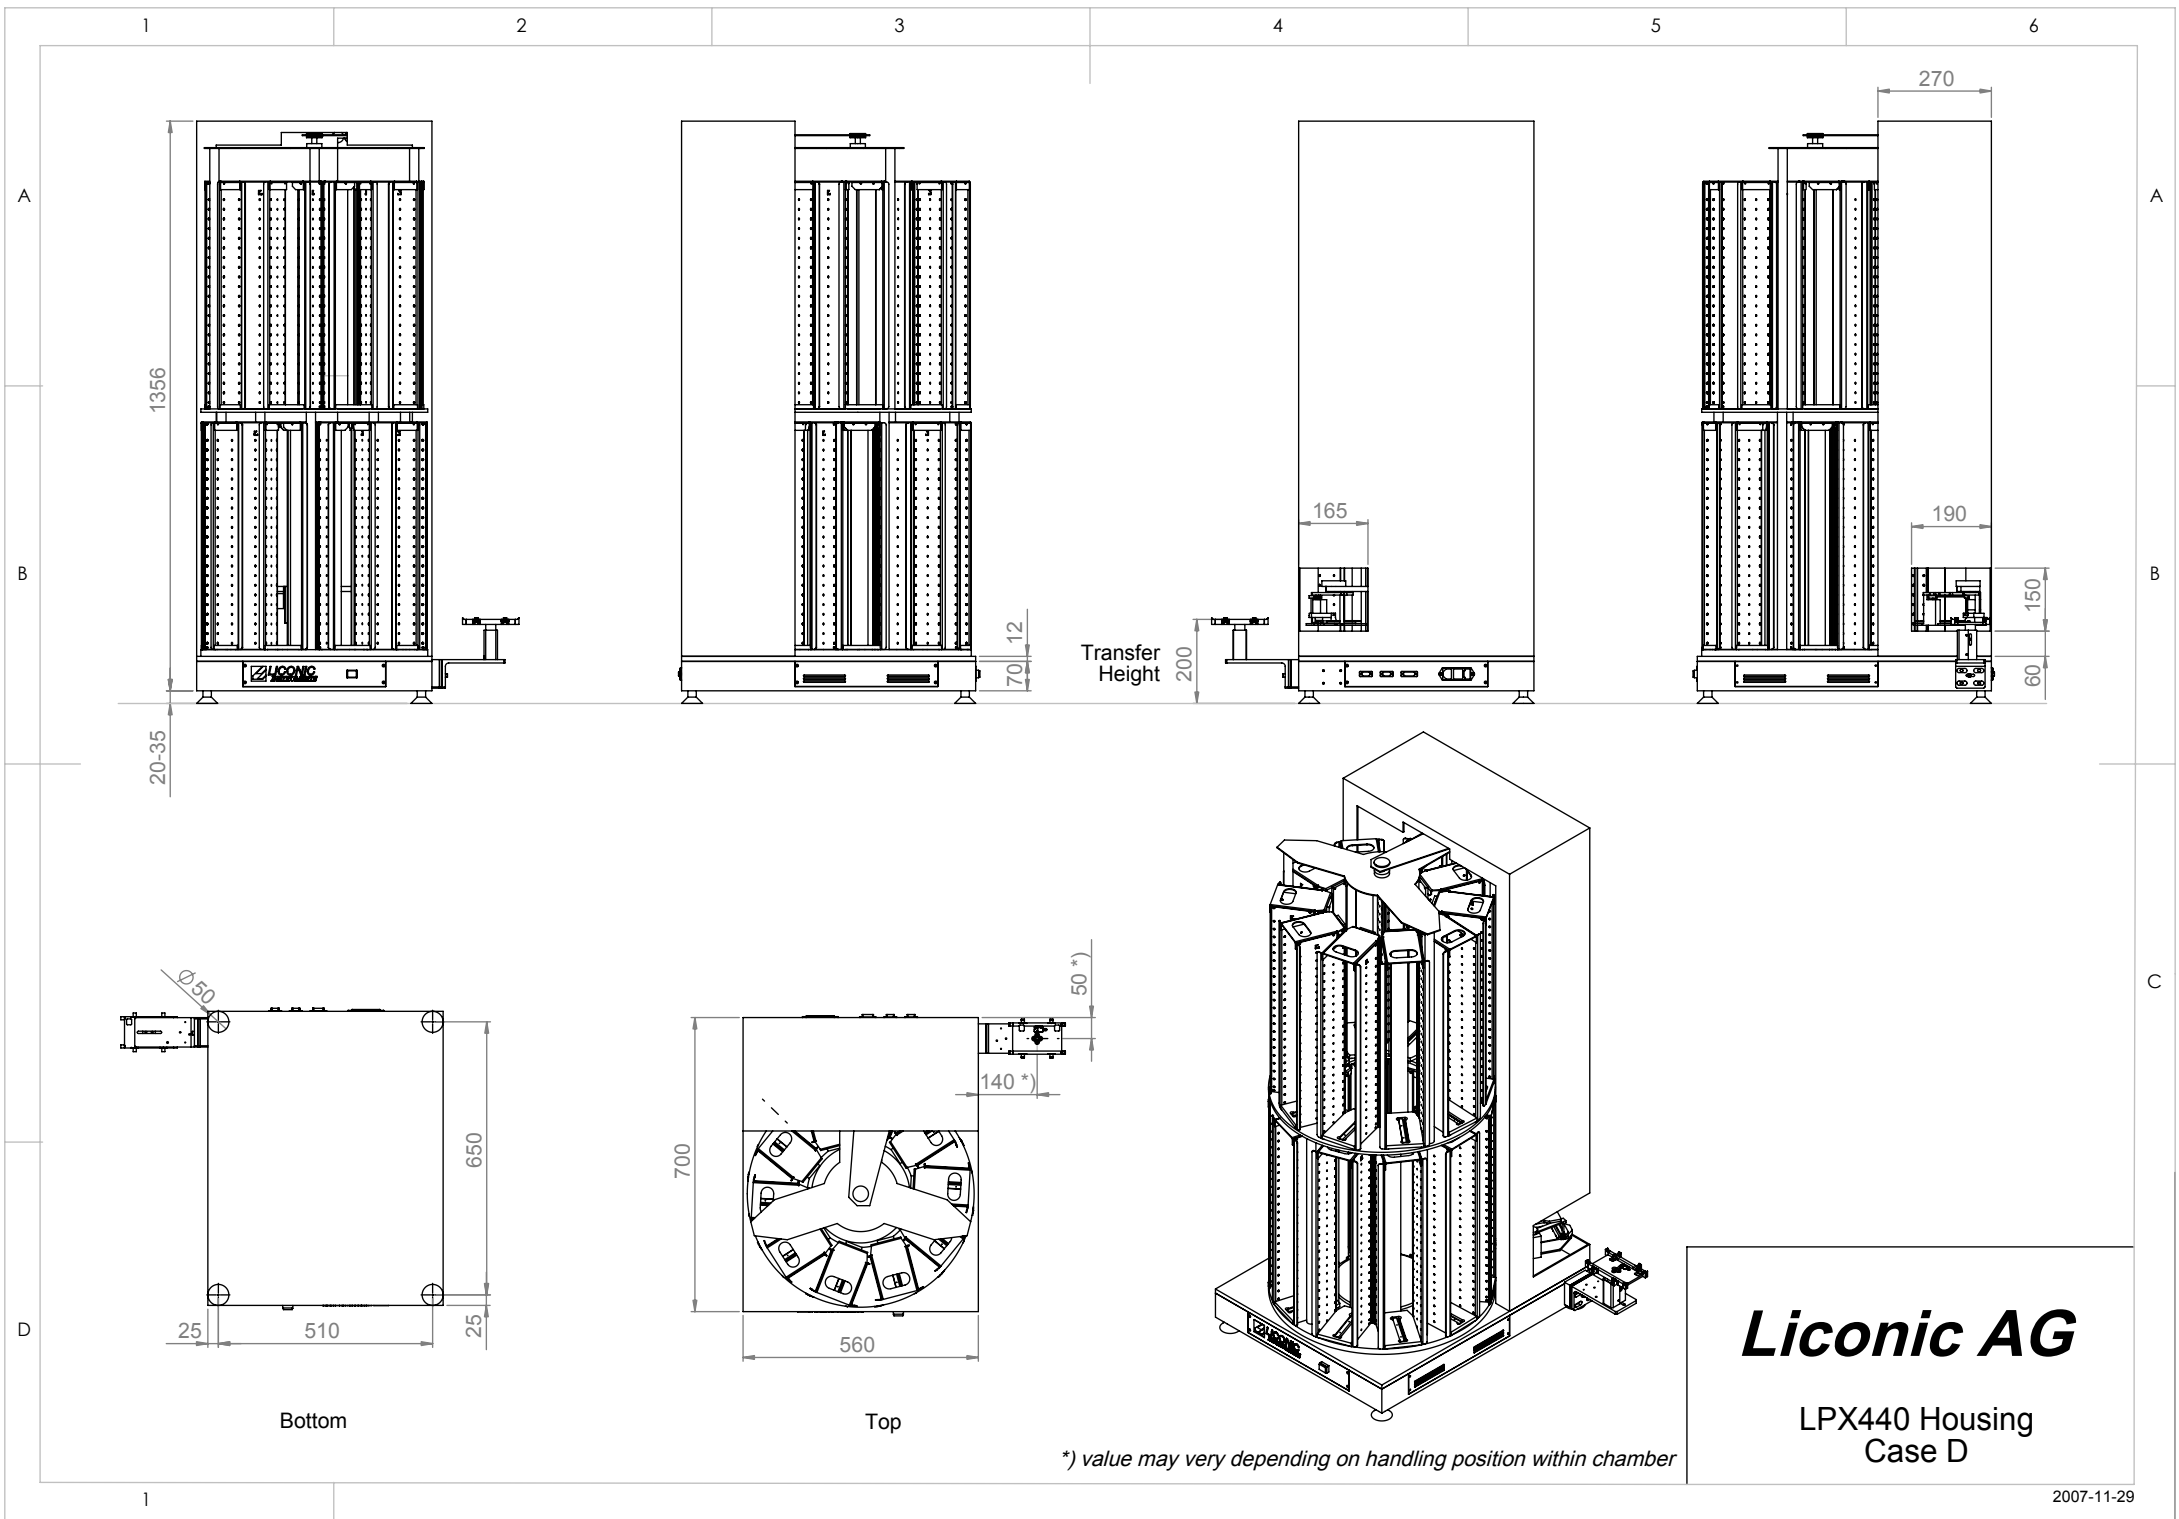 1 2 3 4 5 6
270
A A
1356
165
190
B B
150
12
Transfer
Height
200
70
60
LICONIC
20-35
Ø50
50 *)
C
140 *)
650
700
LICONIC
D
25 510 25
560
Liconic AG
Bottom
Top
LPX440 Housing
Case D
*) value may very depending on handling position within chamber
1
2007-11-29